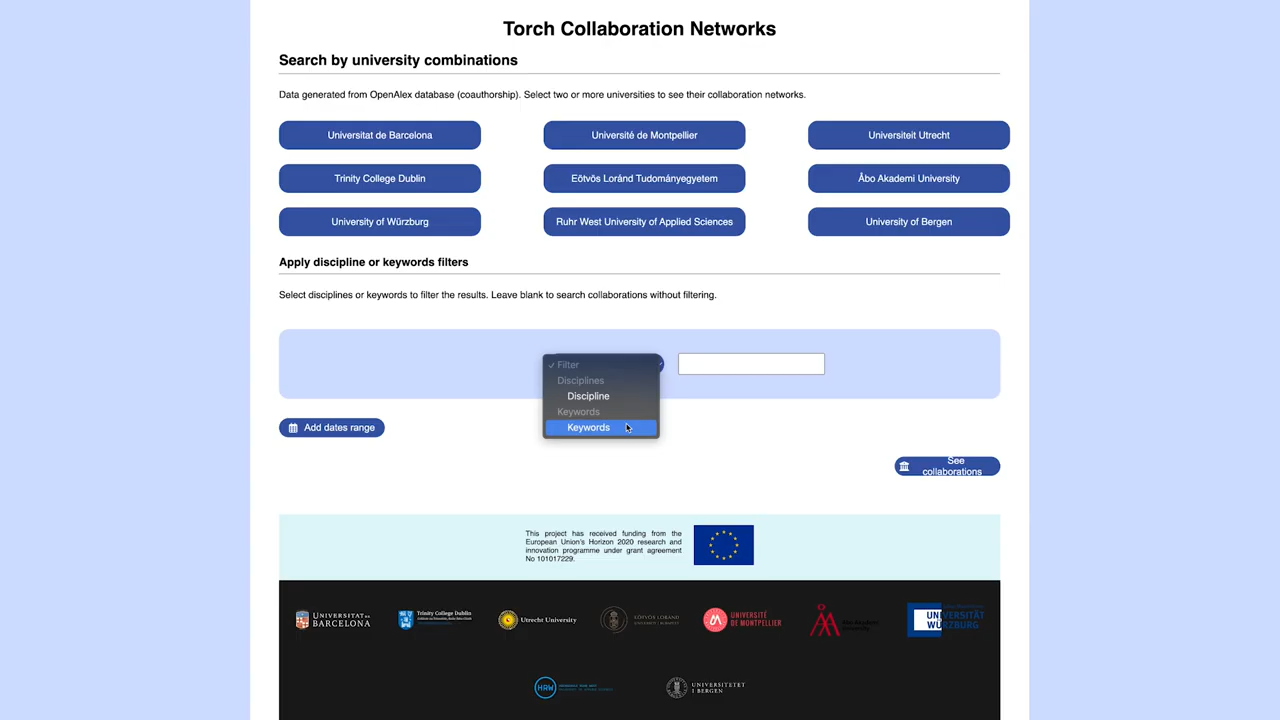 Torch Collaboration Networks
Search by university combinations
Data generated from OpenAlex database (coauthorship). Select two or more universities to see their collaboration networks.
Universitat de Barcelona
Université de Montpellier
Universiteit Utrecht
Trinity College Dublin
Eötvös Loránd Tudományegyetem
Åbo Akademi University
University of Würzburg
Ruhr West University of Applied Sciences
University of Bergen
Apply discipline or keywords filters
Select disciplines or keywords to filter the results. Leave blank to search collaborations without filtering.
✓ Filter
Disciplines
Discipline
Keywords
Keywords
Add dates range
See
collaborations
This project has received funding from the
European Union's Horizon 2020 research and
innovation programme under grant agreement
No 101017229.
UNIVERSITAT DE
BARCELONA
Trinity College Dublin
Utrecht University
EÖTVÖS LORÁND
UNIVERSITÉ
DE MONTPELLIER
UNIVERSITÄT
WÜRZBURG
HRW
UNIVERSITETET
I BERGEN